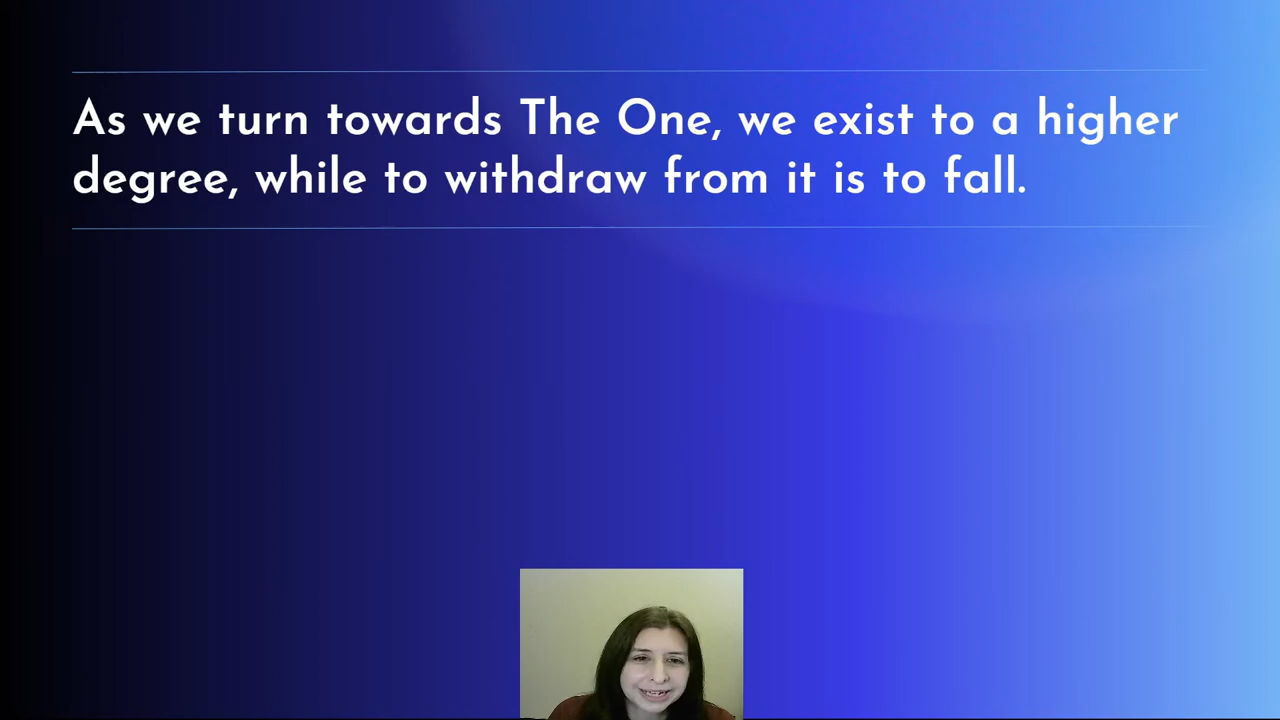 As we turn towards The One, we exist to a higher
degree, while to withdraw from it is to fall.